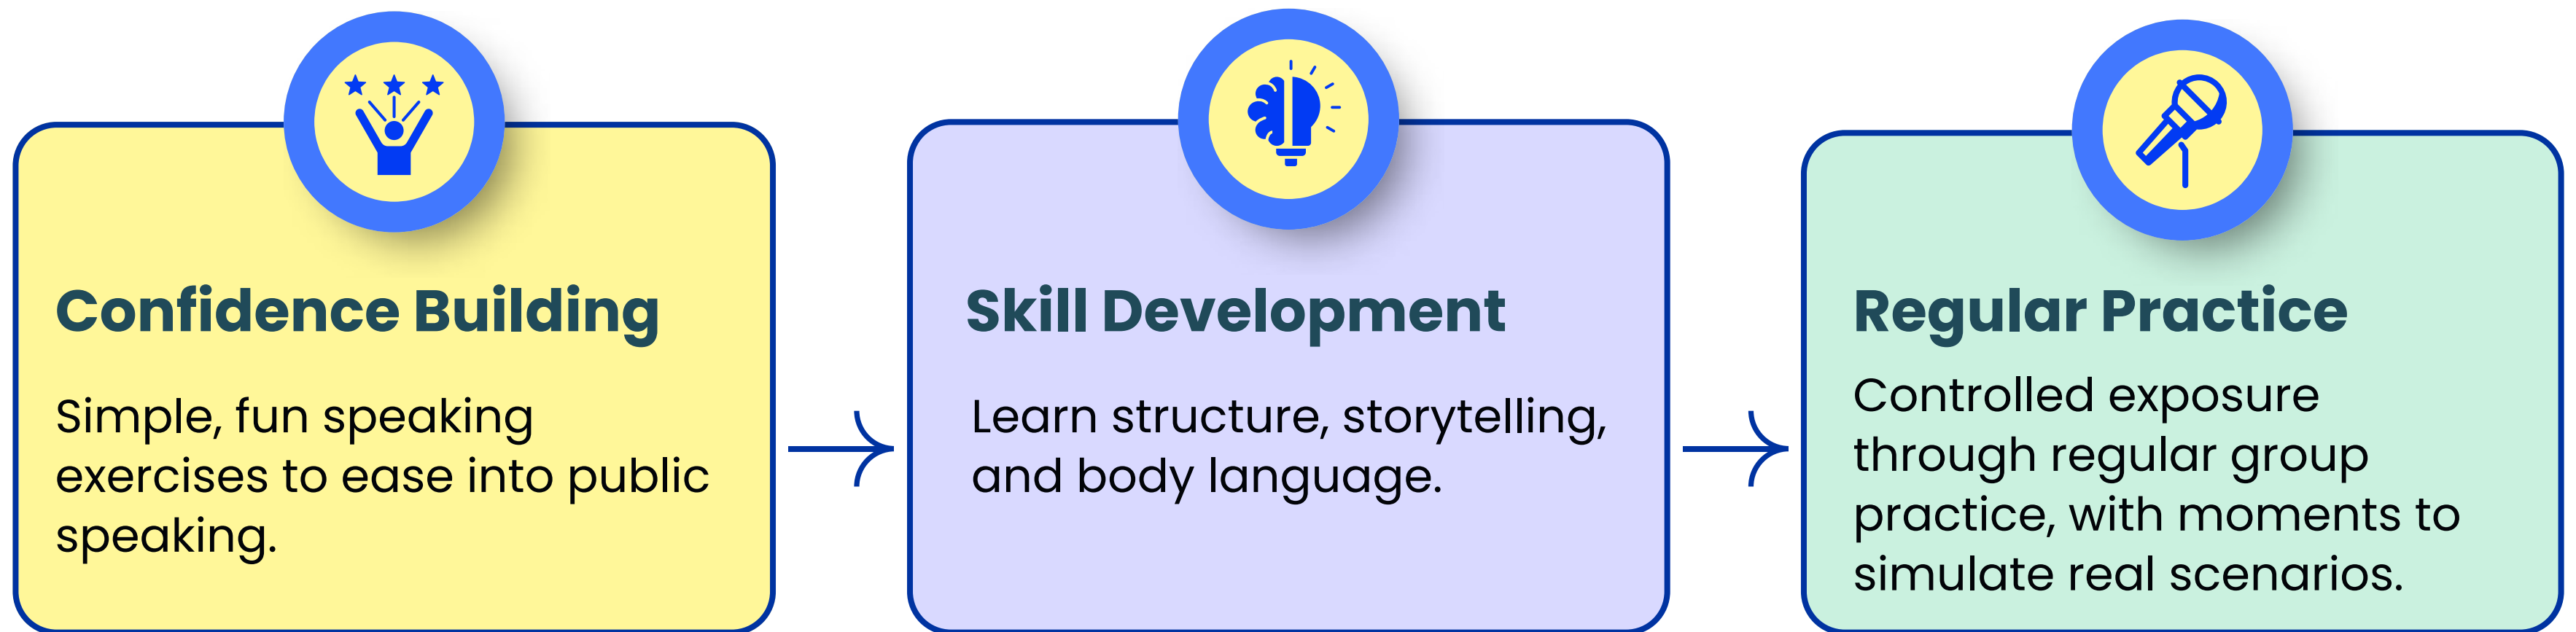 Confidence Building
Simple, fun speaking
exercises to ease into public
speaking.
Skill Development
Learn structure, storytelling,
and body language.
Regular Practice
Controlled exposure
through regular group
practice, with moments to
simulate real scenarios.